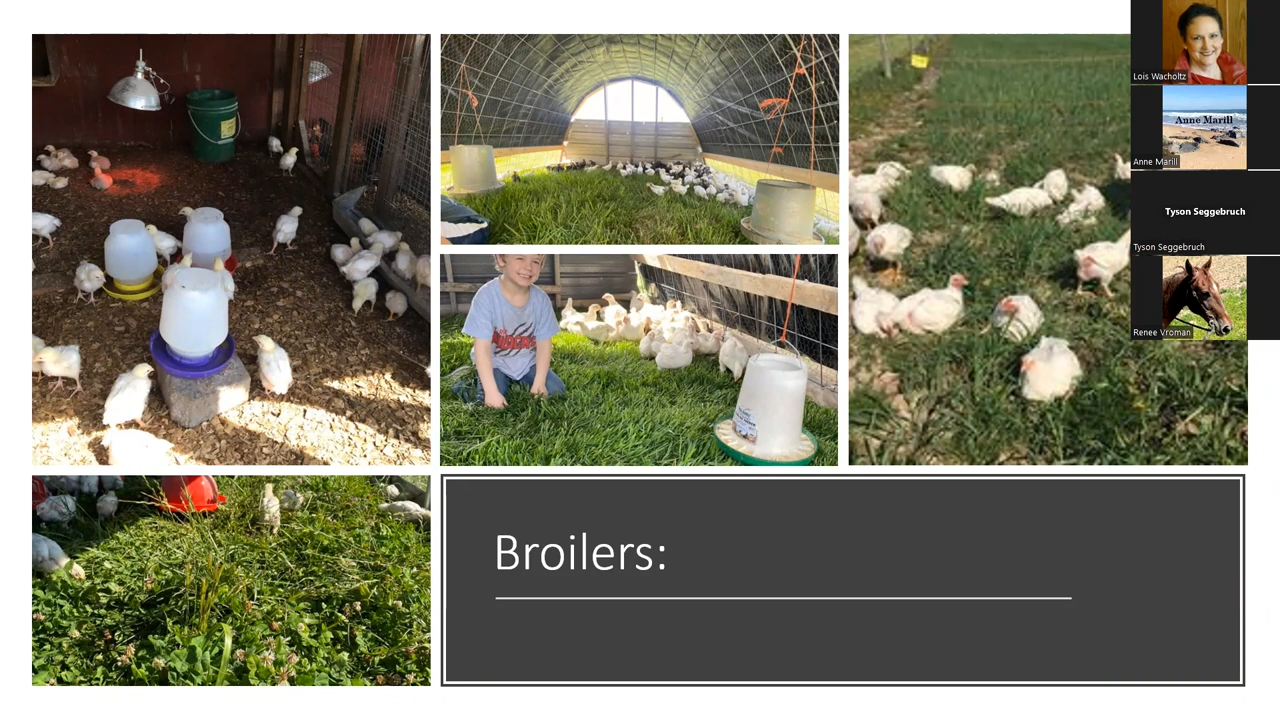 Broilers:
Lois Wacholtz
Anne Marill
Anne Marill
Tyson Seggebruch
Tyson Seggebruch
Renee Vroman